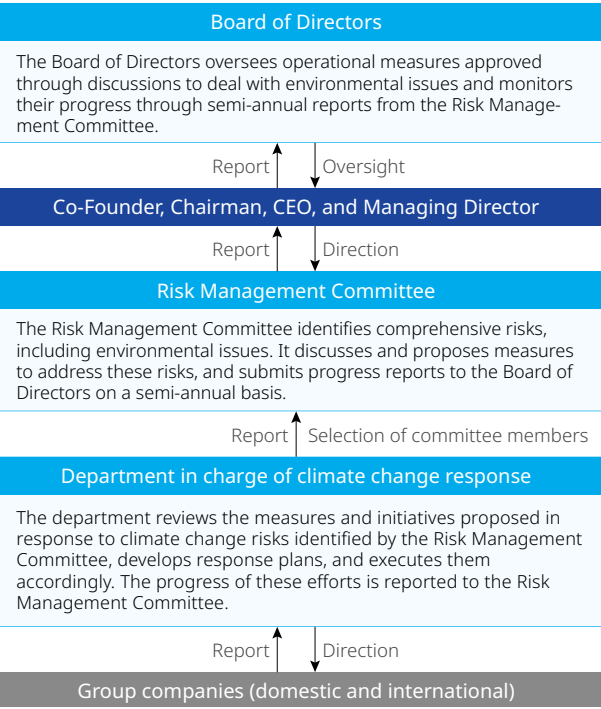 Board of Directors
The Board of Directors oversees operational measures approved
through discussions to deal with environmental issues and monitors
their progress through semi-annual reports from the Risk Manage-
ment Committee.
Report Oversight
Co-Founder, Chairman, CEO, and Managing Director
Report Direction
Risk Management Committee
The Risk Management Committee identifies comprehensive risks,
including environmental issues. It discusses and proposes measures
to address these risks, and submits progress reports to the Board of
Directors on a semi-annual basis.
Report Selection of committee members
Department in charge of climate change response
The department reviews the measures and initiatives proposed in
response to climate change risks identified by the Risk Management
Committee, develops response plans, and executes them
accordingly. The progress of these efforts is reported to the Risk
Management Committee.
Report Direction
Group companies (domestic and international)